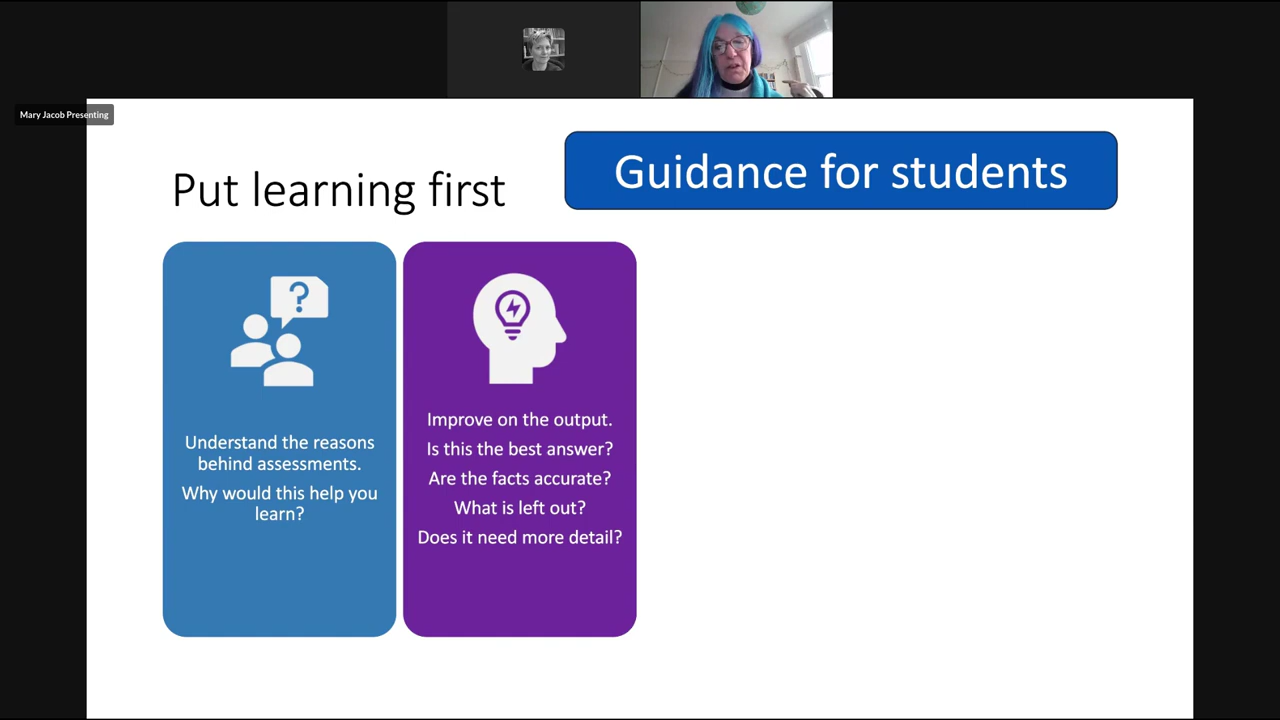 Mary Jacob Presenting
Put learning first
Guidance for students
?
Understand the reasons
behind assessments.
Why would this help you
learn?
Improve on the output.
Is this the best answer?
Are the facts accurate?
What is left out?
Does it need more detail?